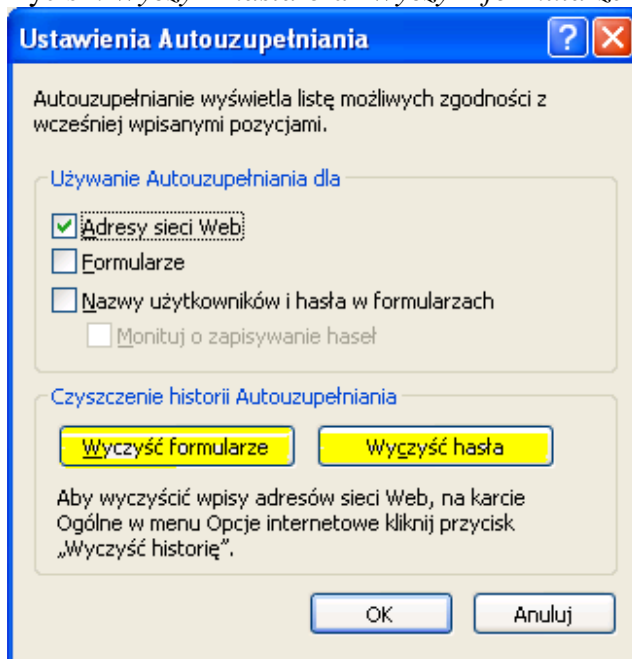 Ustawienia Autouzupełniania
Autouzupełnianie wyświetla listę możliwych zgodności z
wcześniej wpisanymi pozycjami.
Używanie Autouzupełniania dla
Adresy sieci Web
Formularze
Nazwy użytkowników i hasła w formularzach
Monituj o zapisywanie haseł
Czyszczenie historii Autouzupełniania
Wyczyść formularze
Wyczyść hasła
Aby wyczyścić wpisy adresów sieci Web, na karcie
Ogólne w menu Opcje internetowe kliknij przycisk
„Wyczyść historię”.
OK
Anuluj